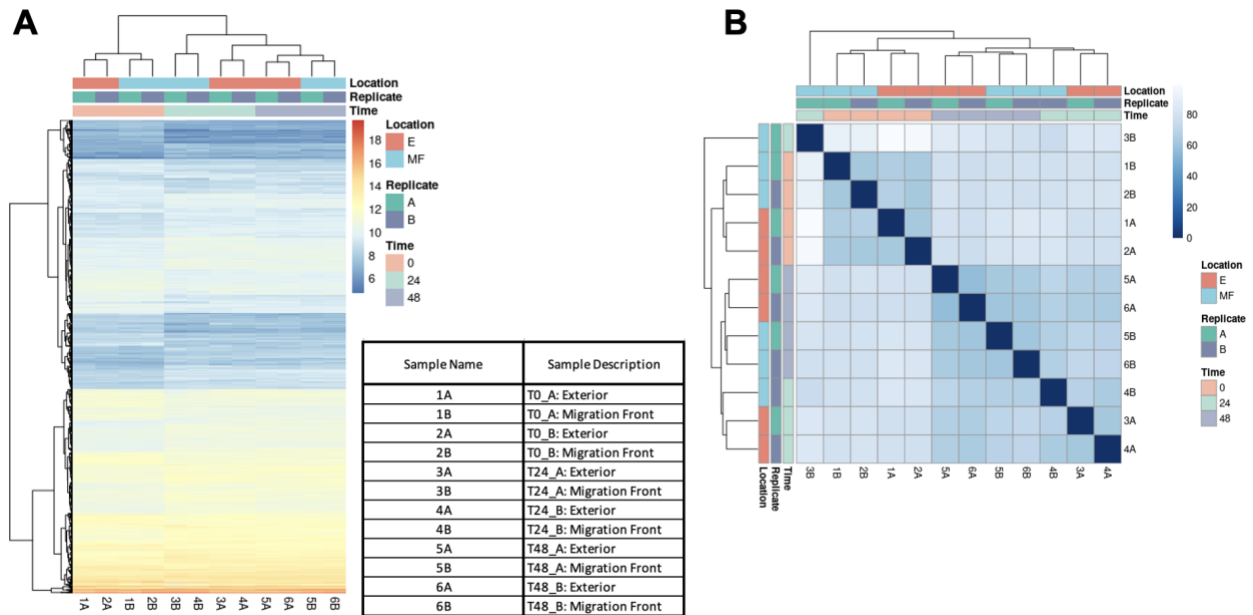 A
Location
Replicate
Time
18
16
14
12
10
8
6
Location
E
MF
Replicate
A
B
Time
0
24
48
1A 2A 1B 2B 3B 4B 3A 4A 5A 6A 5B 6B
Sample Name Sample Description
1A T0_A: Exterior
1B T0_A: Migration Front
2A T0_B: Exterior
2B T0_B: Migration Front
3A T24_A: Exterior
3B T24_A: Migration Front
4A T24_B: Exterior
4B T24_B: Migration Front
5A T48_A: Exterior
5B T48_A: Migration Front
6A T48_B: Exterior
6B T48_B: Migration Front
B
Location
Replicate
Time
3B
1B
2B
1A
2A
5A
6A
5B
6B
4B
3A
4A
80
60
40
20
0
Location
E
MF
Replicate
A
B
Time
0
24
48
Location Replicate Time 3B 1B 2B 1A 2A 5A 6A 5B 6B 4B 3A 4A